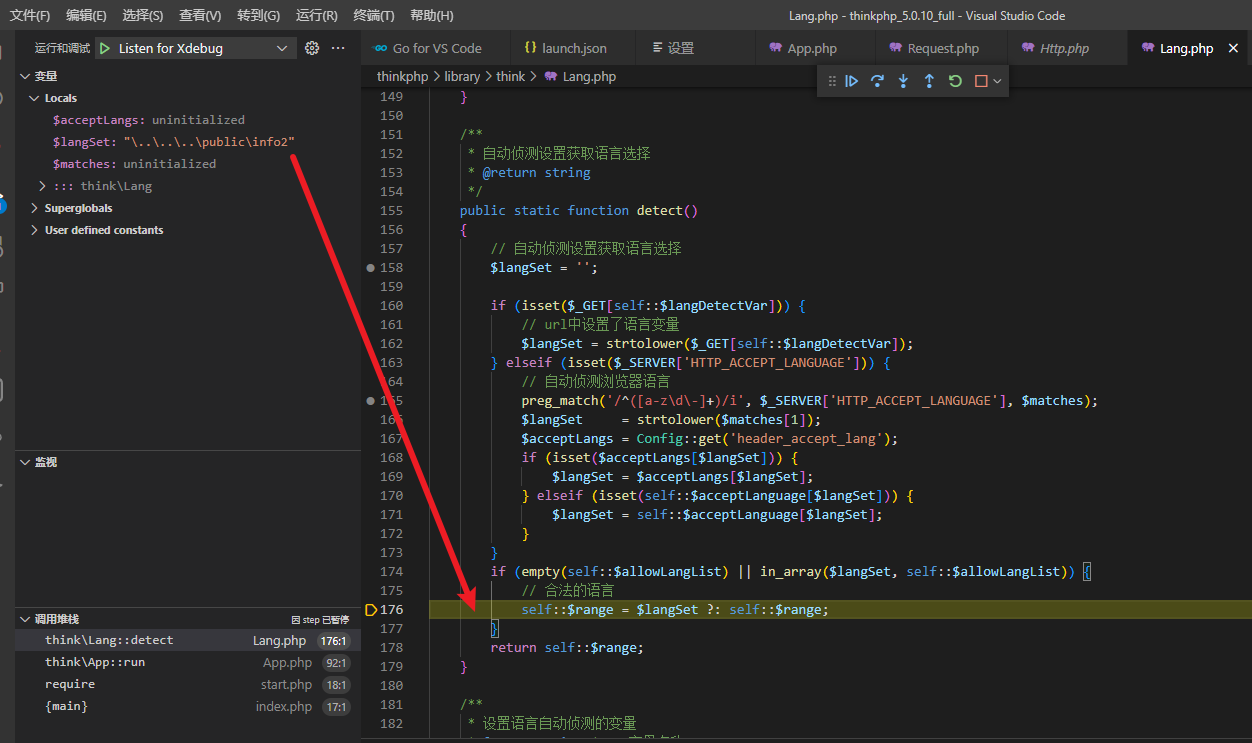 文件(F) 编辑(E) 选择(S) 查看(V) 转到(G) 运行(R) 终端(T) 帮助(H) Lang.php - thinkphp_5.0.10_full - Visual Studio Code
运行和调试 Listen for Xdebug ···
Go for VS Code launch.json 设置 App.php Request.php Http.php Lang.php
thinkphp > library > think > Lang.php
变量
Locals
$acceptLangs: uninitialized
$langSet: "\..\..\..\public\info2"
$matches: uninitialized
::: think\Lang
Superglobals
User defined constants
监视
调用堆栈 因 step 已暂停
think\Lang::detect Lang.php 176:1
think\App::run App.php 92:1
require start.php 18:1
{main} index.php 17:1
149 }
150
151 /**
152 * 自动侦测设置获取语言选择
153 * @return string
154 */
155 public static function detect()
156 {
157 // 自动侦测设置获取语言选择
158 $langSet = '';
159
160 if (isset($_GET[self::$langDetectVar])) {
161 // url中设置了语言变量
162 $langSet = strtolower($_GET[self::$langDetectVar]);
163 } elseif (isset($_SERVER['HTTP_ACCEPT_LANGUAGE'])) {
164 // 自动侦测浏览器语言
165 preg_match('/^([a-z\d\-]+)/i', $_SERVER['HTTP_ACCEPT_LANGUAGE'], $matches);
166 $langSet = strtolower($matches[1]);
167 $acceptLangs = Config::get('header_accept_lang');
168 if (isset($acceptLangs[$langSet])) {
169 $langSet = $acceptLangs[$langSet];
170 } elseif (isset(self::$acceptLanguage[$langSet])) {
171 $langSet = self::$acceptLanguage[$langSet];
172 }
173 }
174 if (empty(self::$allowLangList) || in_array($langSet, self::$allowLangList)) {
175 // 合法的语言
176 self::$range = $langSet ?: self::$range;
177 }
178 return self::$range;
179 }
180
181 /**
182 * 设置语言自动侦测的变量